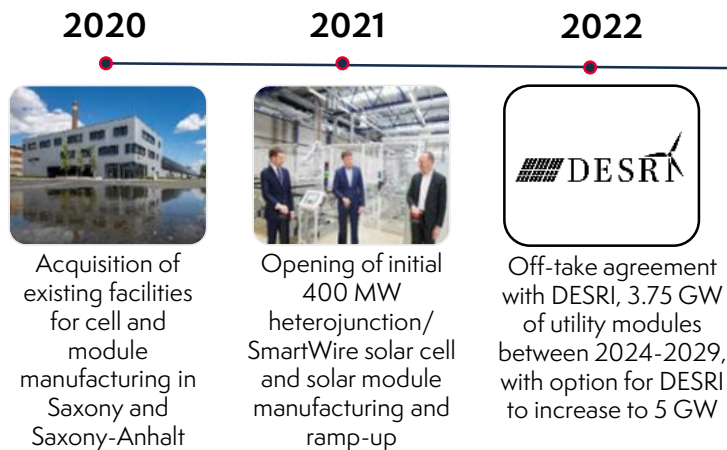 2020
2021
2022
DESRI
Acquisition of
existing facilities
for cell and
module
manufacturing in
Saxony and
Saxony-Anhalt
Opening of initial
400 MW
heterojunction/
SmartWire solar cell
and solar module
manufacturing and
ramp-up
Off-take agreement
with DESRI, 3.75 GW
of utility modules
between 2024-2029,
with option for DESRI
to increase to 5 GW